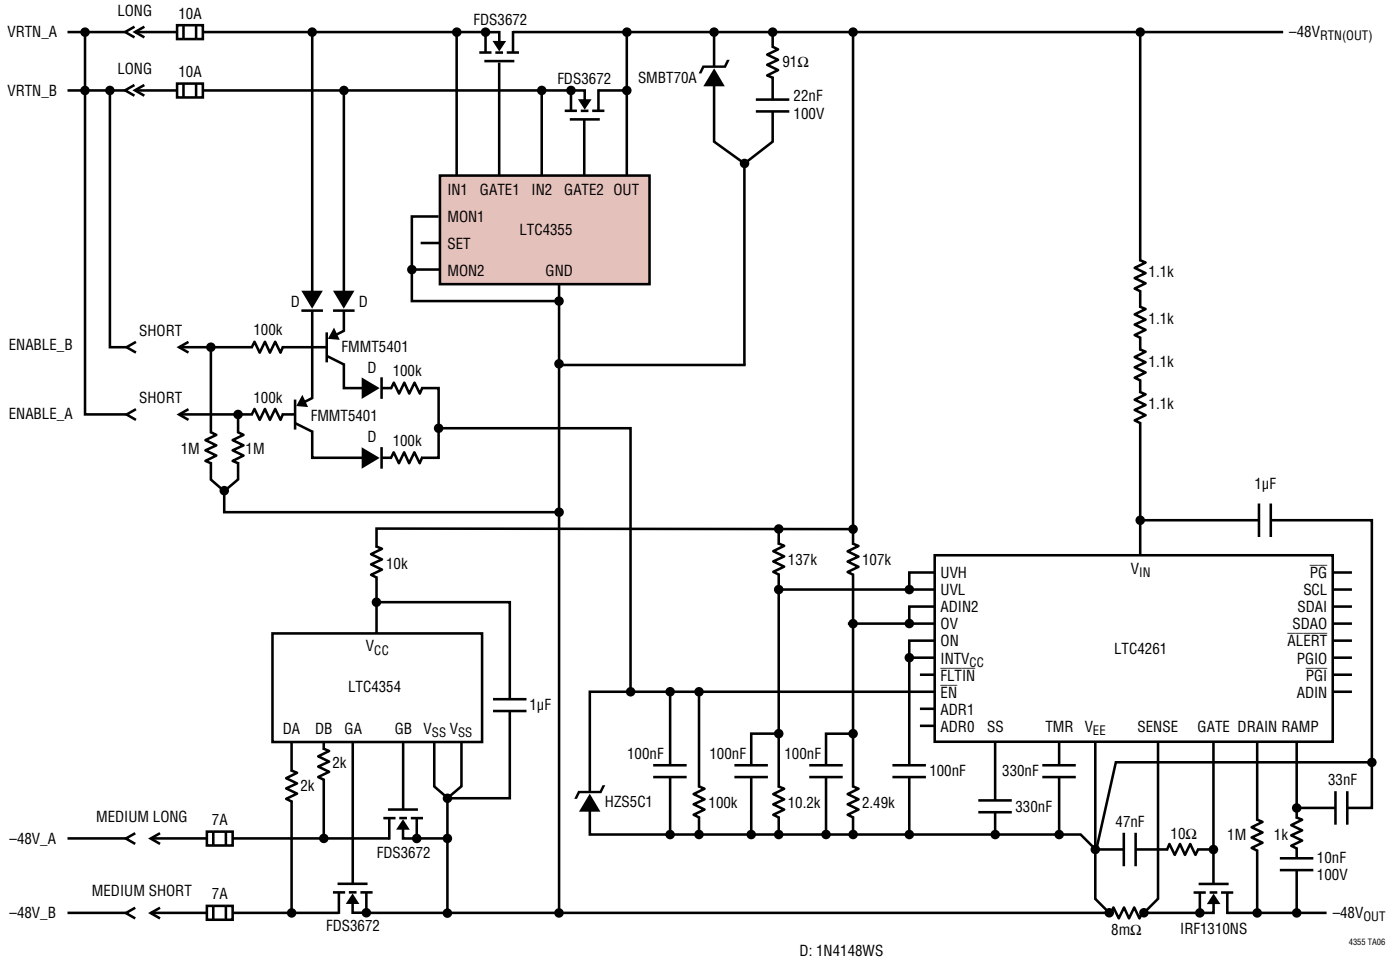 LONG
10A
FDS3672
VRTN_A
–48VRTN(OUT)
LONG
10A
FDS3672
VRTN_B
SMBT70A
91Ω
22nF
100V
IN1 GATE1 IN2 GATE2 OUT
MON1
LTC4355
SET
MON2
GND
1.1k
1.1k
1.1k
1.1k
D
D
SHORT
100k
ENABLE_B
FMMT5401
D
100k
SHORT
100k
ENABLE_A
FMMT5401
D
100k
1M
1M
1µF
10k
137k
107k
VIN
UVH
UVL
ADIN2
OV
ON
INTVCC
FLTIN
EN
ADR1
ADR0
LTC4261
PG
SCL
SDAI
SDAO
ALERT
PGIO
PGI
ADIN
SS
TMR
VEE
SENSE
GATE
DRAIN
RAMP
VCC
LTC4354
DA DB GA GB VSS VSS
1µF
2k
2k
100nF
100nF
100nF
100nF
330nF
330nF
33nF
HZS5C1
100k
10.2k
2.49k
47nF
10Ω
1M
1k
10nF
100V
MEDIUM LONG
7A
–48V_A
FDS3672
MEDIUM SHORT
7A
–48V_B
FDS3672
8mΩ
IRF1310NS
–48VOUT
D: 1N4148WS
4355 TA06